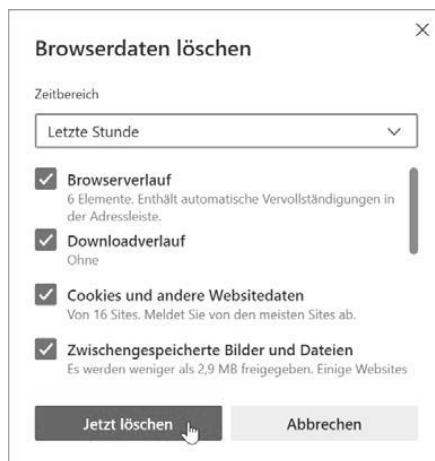 Browserdaten löschen
Zeitbereich
Letzte Stunde
Browserverlauf
6 Elemente. Enthält automatische Vervollständigungen in
der Adressleiste.
Downloadverlauf
Ohne
Cookies und andere Websitedaten
Von 16 Sites. Meldet Sie von den meisten Sites ab.
Zwischengespeicherte Bilder und Dateien
Es werden weniger als 2,9 MB freigegeben. Einige Websites
Jetzt löschen Abbrechen